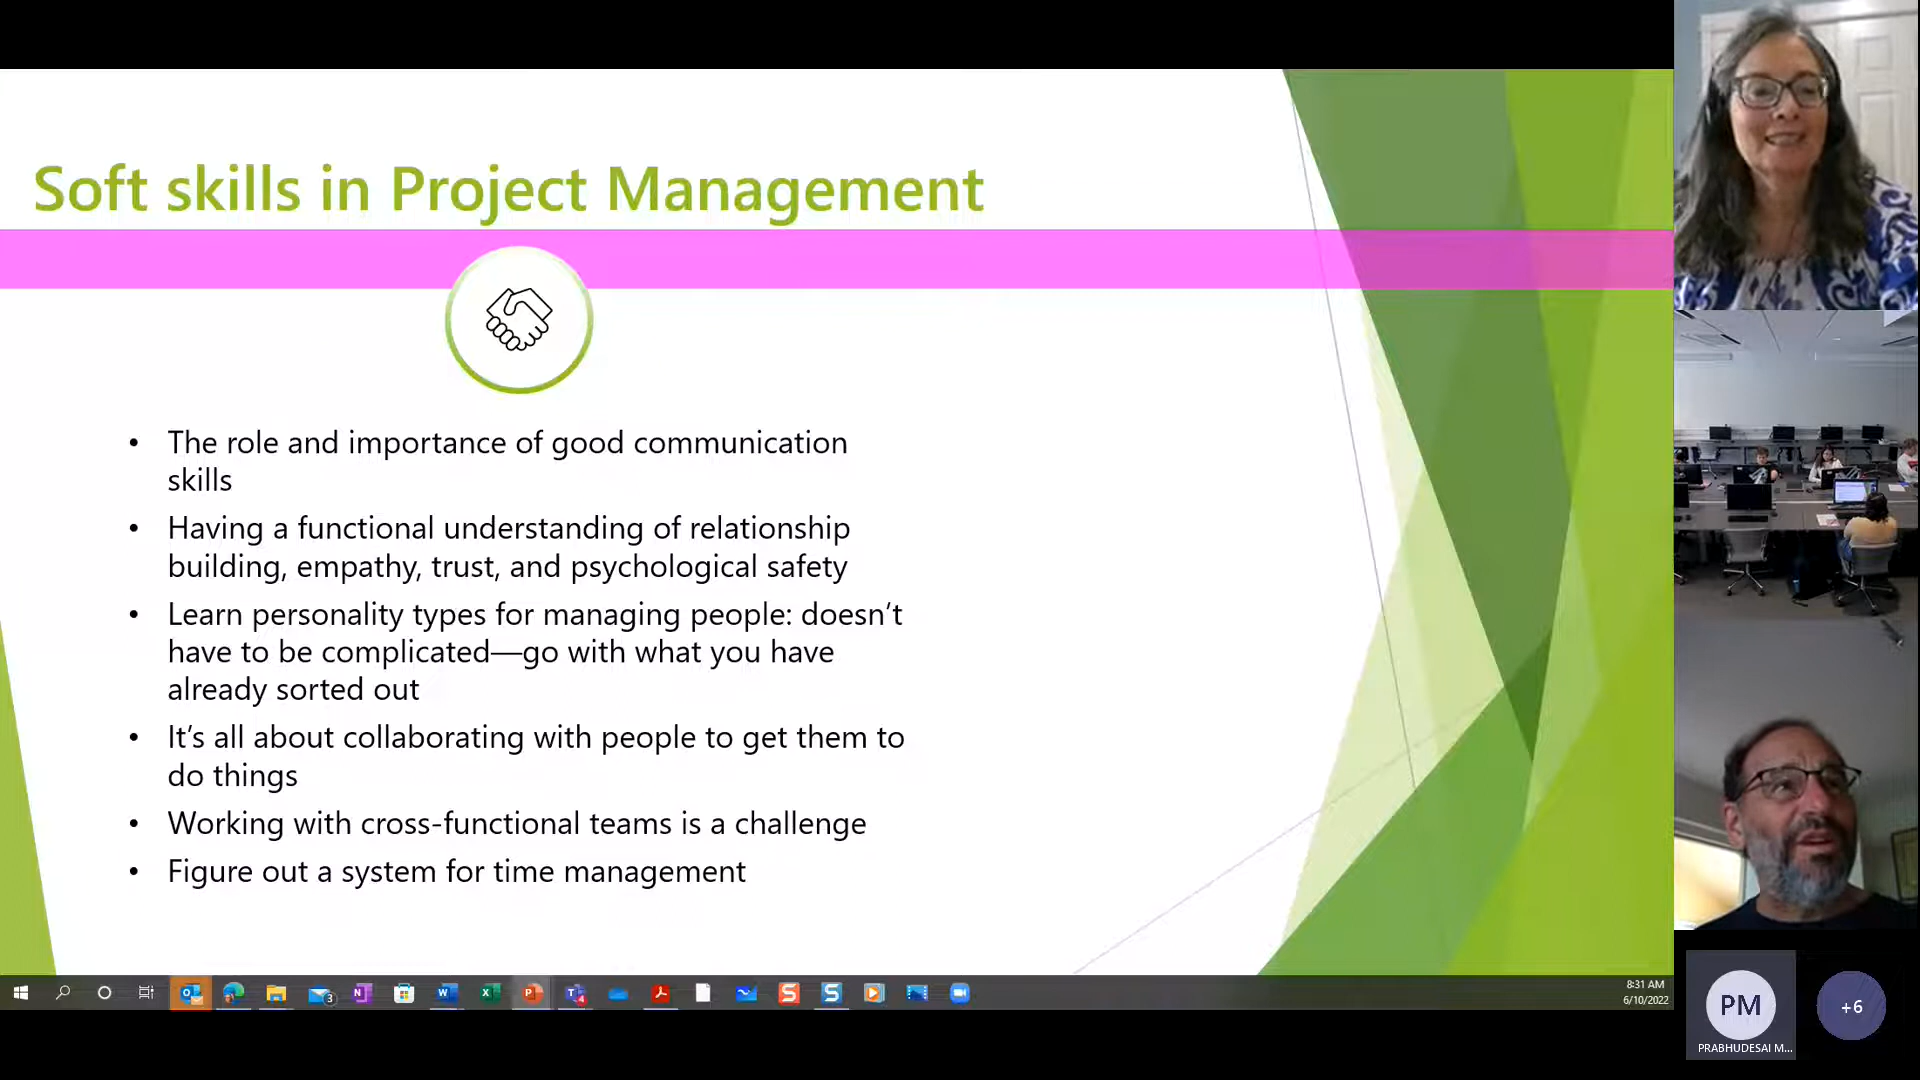 Soft skills in Project Management
• The role and importance of good communication
skills
• Having a functional understanding of relationship
building, empathy, trust, and psychological safety
• Learn personality types for managing people: doesn’t
have to be complicated—go with what you have
already sorted out
• It’s all about collaborating with people to get them to
do things
• Working with cross-functional teams is a challenge
• Figure out a system for time management
3
4
8:31 AM
6/10/2022
PM
PRABHUDESAI M...
+6